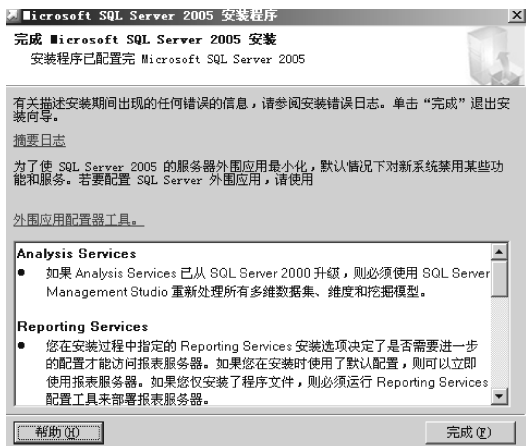 Microsoft SQL Server 2005 安装程序
完成 Microsoft SQL Server 2005 安装
安装程序已配置完 Microsoft SQL Server 2005
有关描述安装期间出现的任何错误的信息，请参阅安装错误日志。单击“完成”退出安
装向导。
摘要日志
为了使 SQL Server 2005 的服务器外围应用最小化，默认情况下对新系统禁用某些功
能和服务。若要配置 SQL Server 外围应用，请使用
外围应用配置器工具。
Analysis Services
● 如果 Analysis Services 已从 SQL Server 2000 升级，则必须使用 SQL Server
Management Studio 重新处理所有多维数据集、维度和挖掘模型。
Reporting Services
● 您在安装过程中指定的 Reporting Services 安装选项决定了是否需要进一步
的配置才能访问报表服务器。如果您在安装时使用了默认配置，则可以立即
使用报表服务器。如果您仅安装了程序文件，则必须运行 Reporting Services
配置工具来部署报表服务器。
帮助(H)
完成(F)